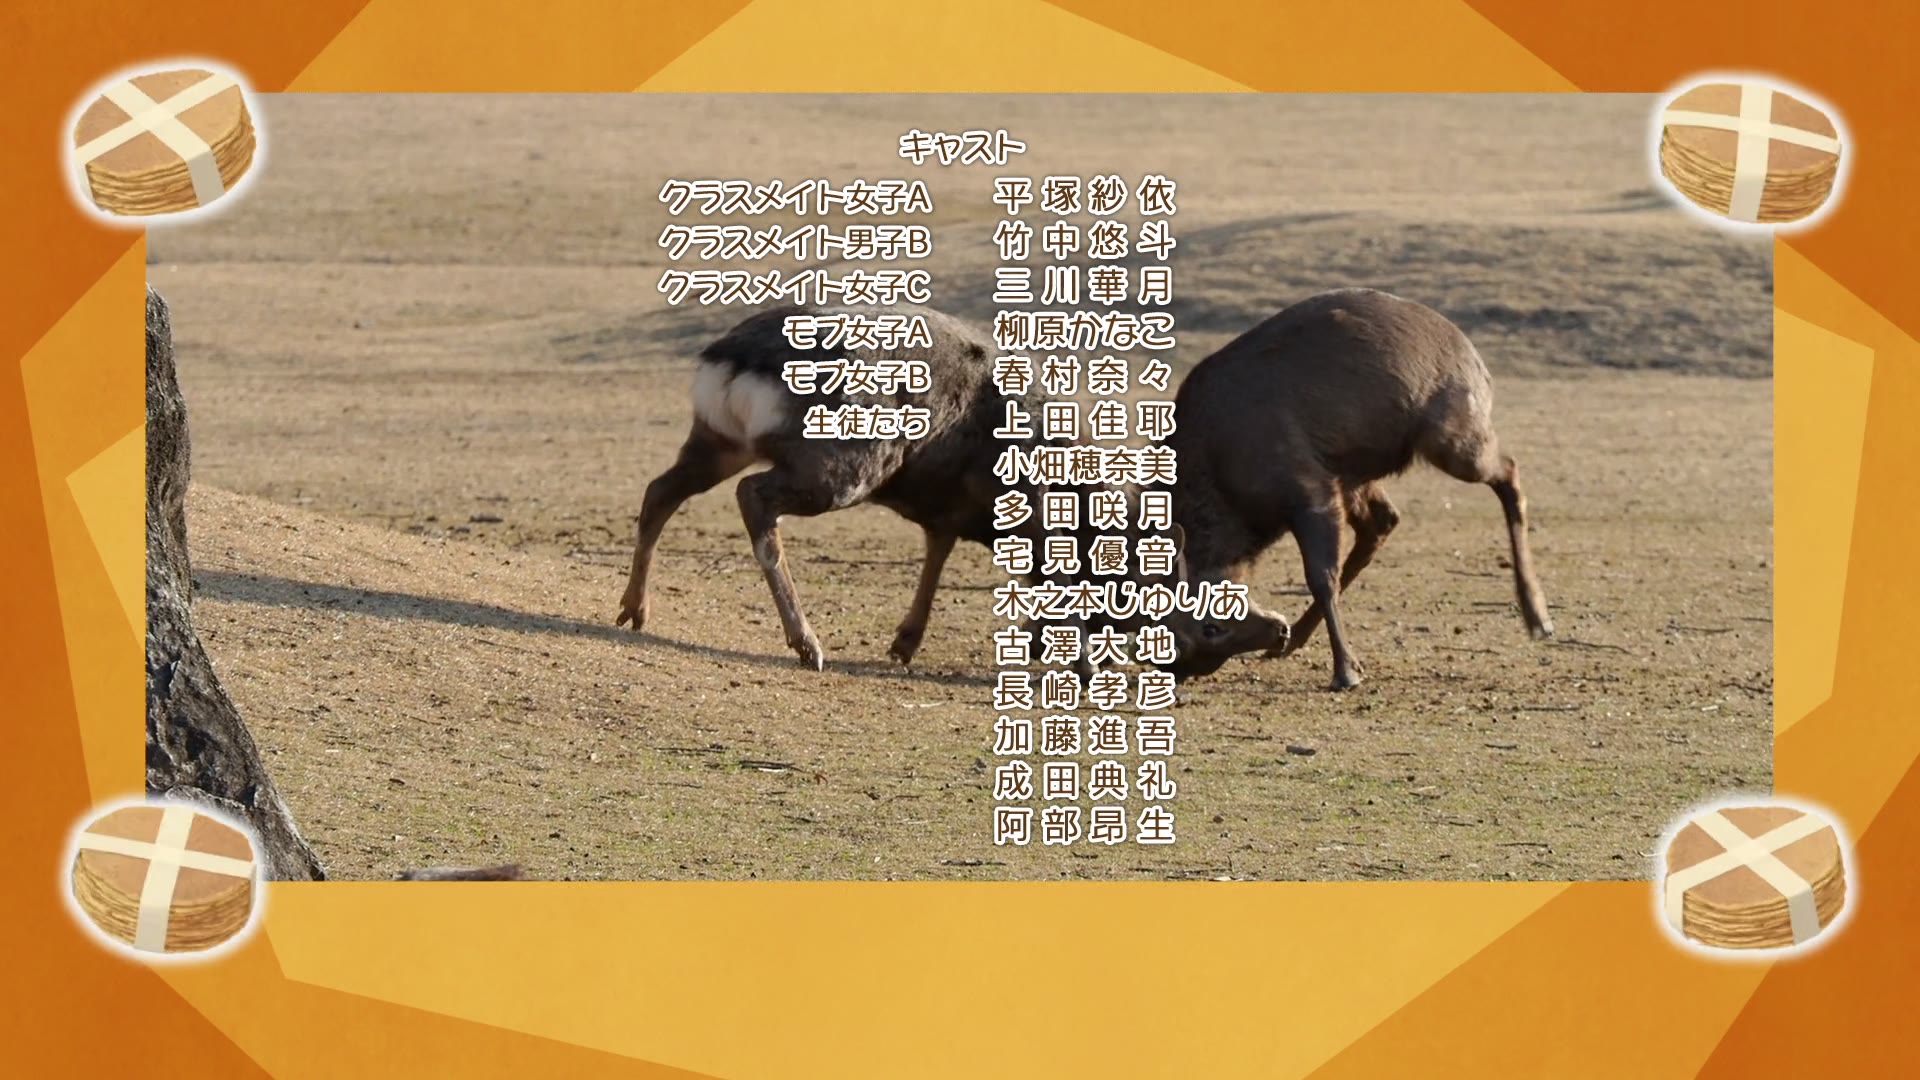 キャスト
クラスメイト女子A 平塚紗依
クラスメイト男子B 竹中悠斗
クラスメイト女子C 三川華月
モブ女子A 柳原かなこ
モブ女子B 春村奈々
生徒たち 上田佳耶
小畑穂奈美
多田咲月
宅見優音
木之本じゅりあ
古澤大地
長崎孝彦
加藤進吾
成田典礼
阿部昂生